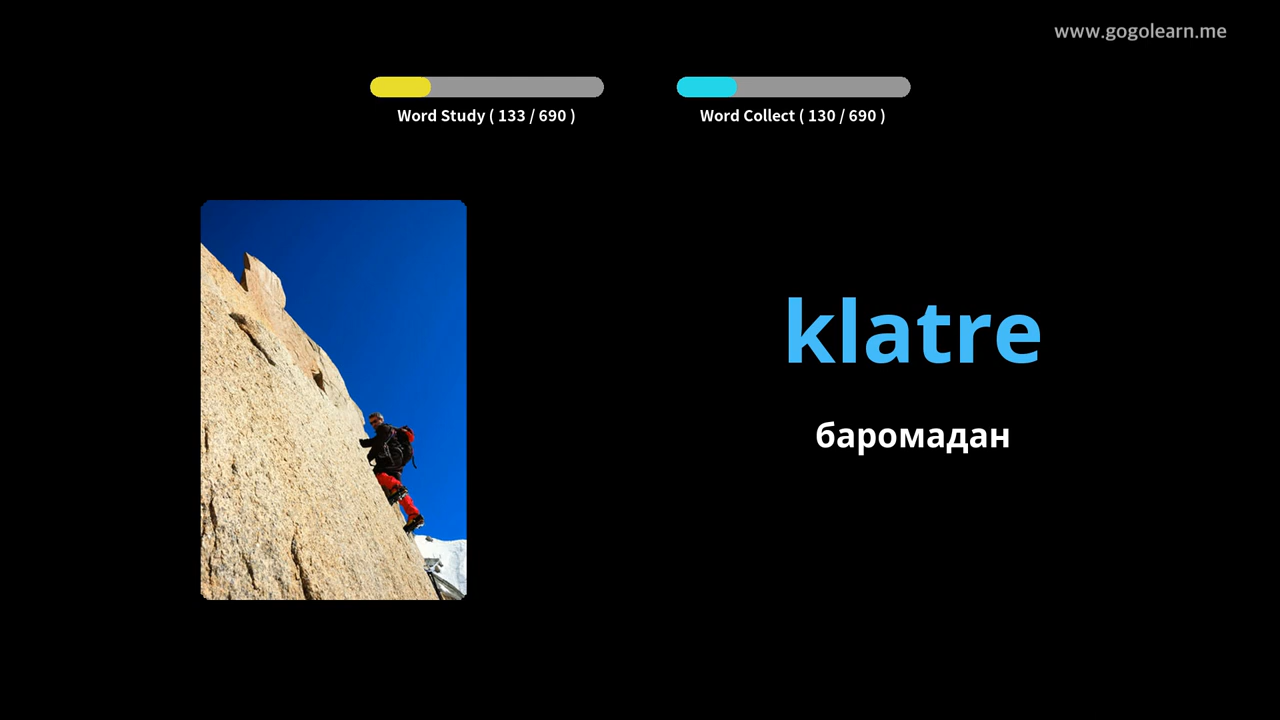 www.gogolearn.me
Word Study ( 133 / 690 )
Word Collect ( 130 / 690 )
klatre
баромадан